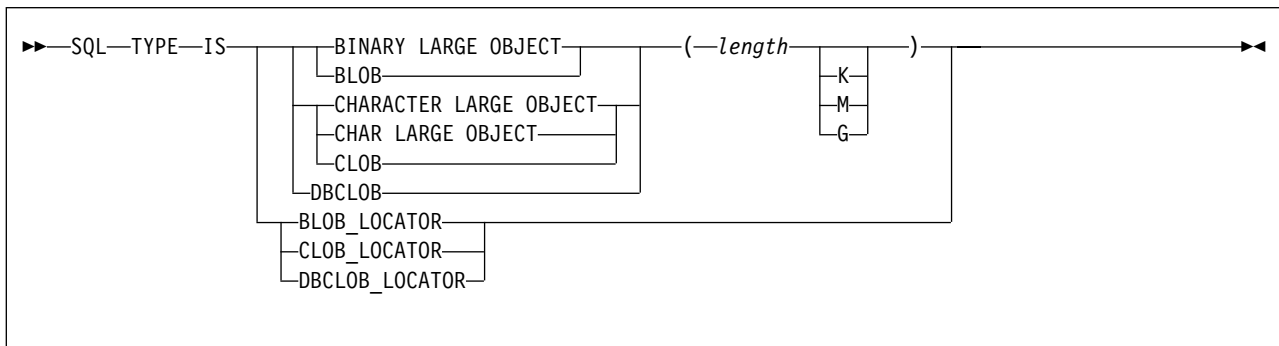 SQL TYPE IS BINARY LARGE OBJECT ( length )
BLOB K
CHARACTER LARGE OBJECT M
CHAR LARGE OBJECT G
CLOB
DBCLOB
BLOB_LOCATOR
CLOB_LOCATOR
DBCLOB_LOCATOR